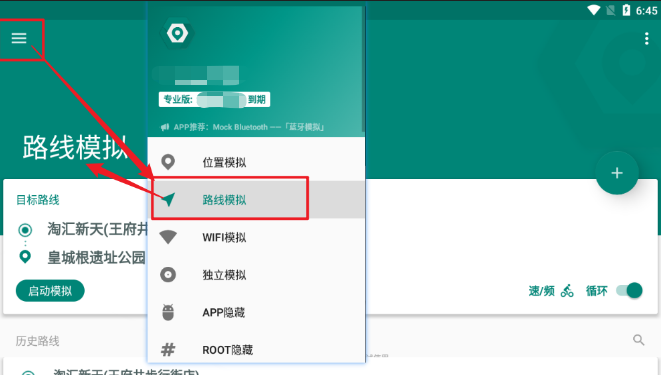 6:45
路线模拟
目标路线
淘汇新天(王府井
皇城根遗址公园
启动模拟
速/频
循环
历史路线
淘汇新天(王府井步行街店)
专业版:
到期
APP推荐：Mock Bluetooth ——「蓝牙模拟」
位置模拟
路线模拟
WIFI模拟
独立模拟
APP隐藏
ROOT隐藏